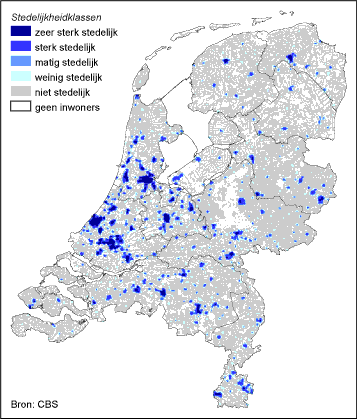 Stedelijkheidklassen
zeer sterk stedelijk
sterk stedelijk
matig stedelijk
weinig stedelijk
niet stedelijk
geen inwoners
Bron: CBS